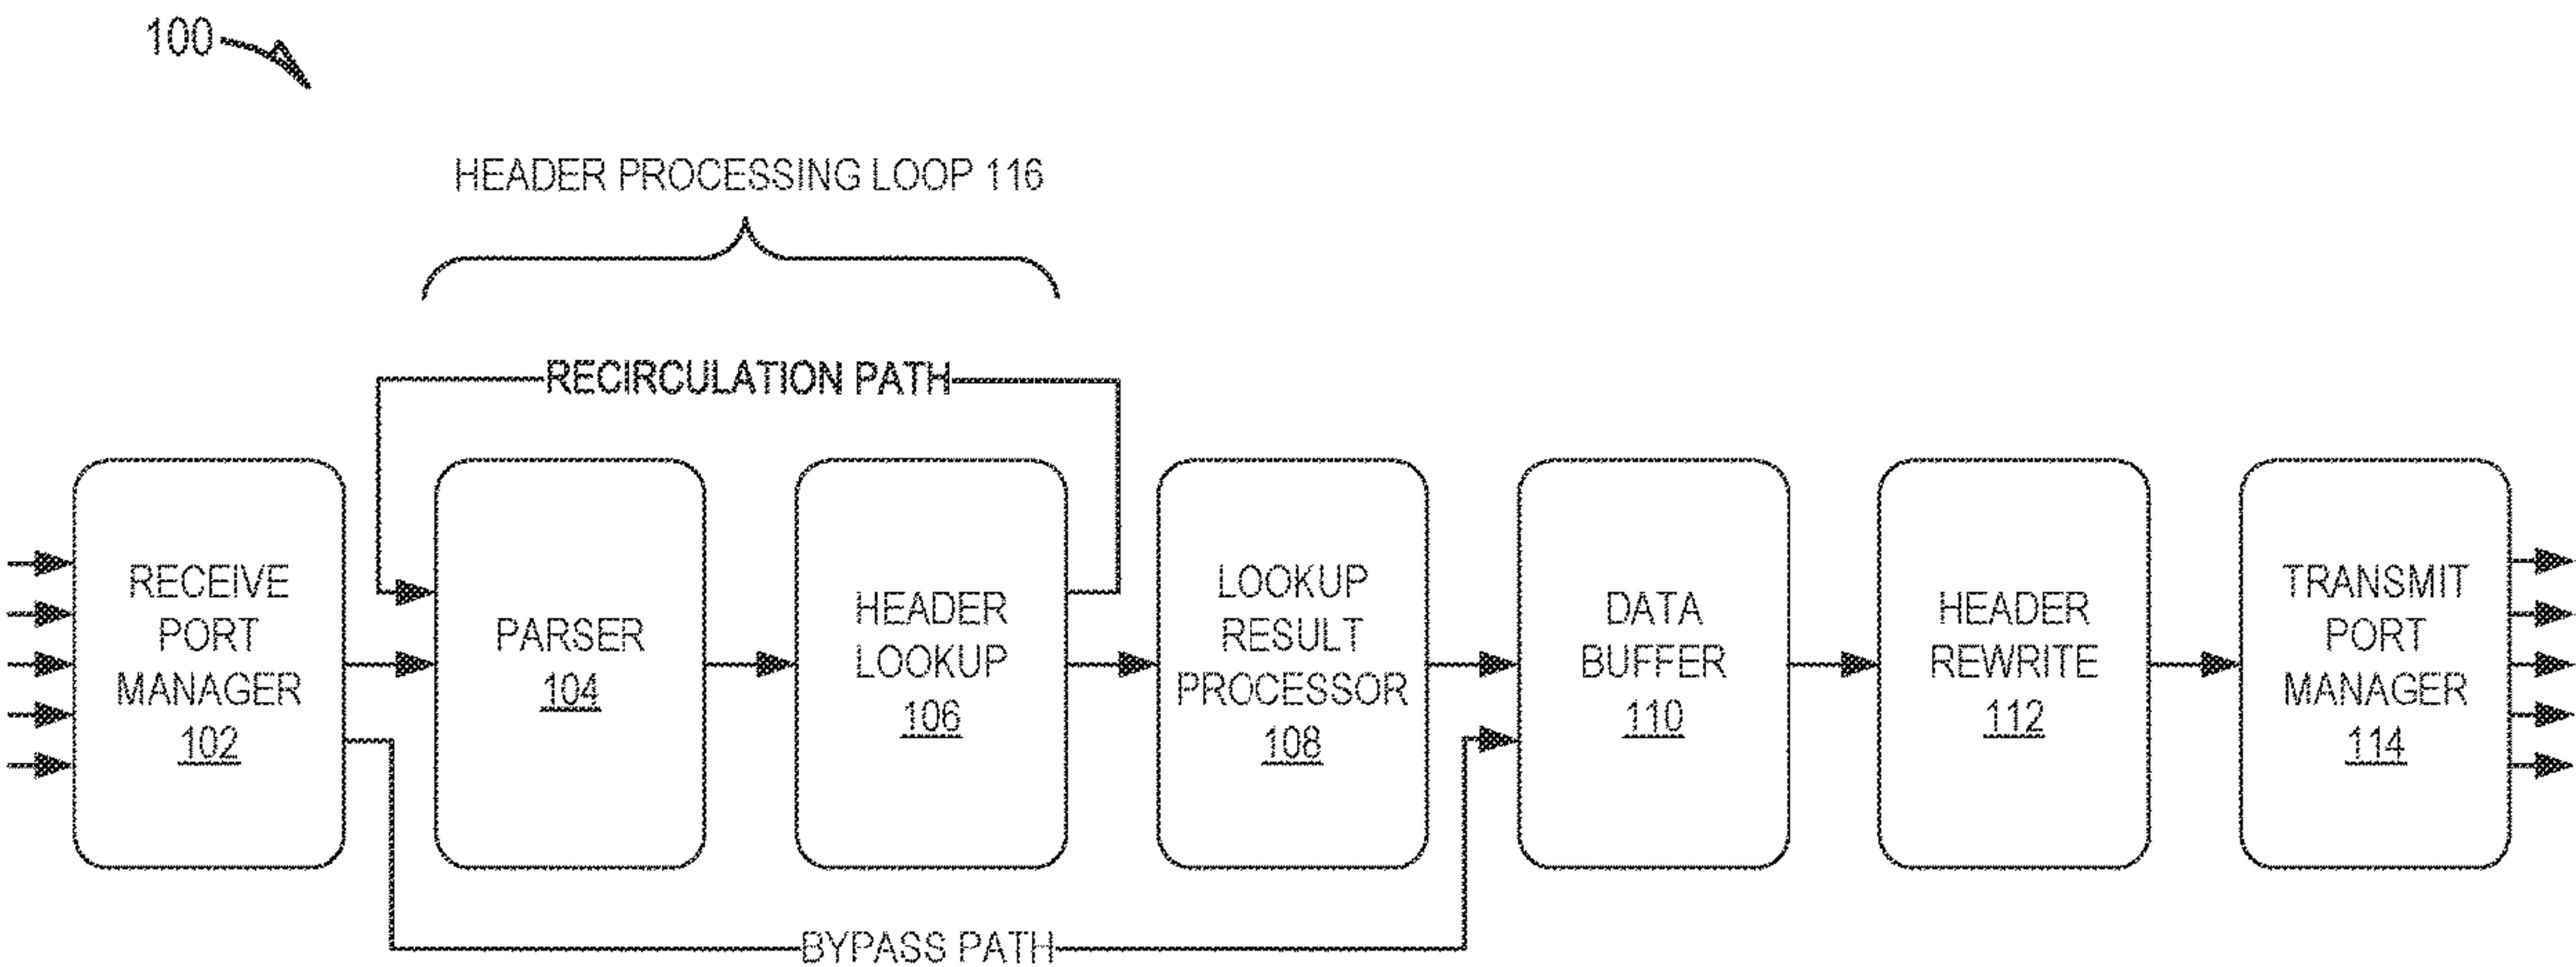 100
HEADER PROCESSING LOOP 116
RECIRCULATION PATH
RECEIVE
PORT
MANAGER
102
PARSER
104
HEADER
LOOKUP
106
LOOKUP
RESULT
PROCESSOR
108
DATA
BUFFER
110
HEADER
REWRITE
112
TRANSMIT
PORT
MANAGER
114
BYPASS PATH